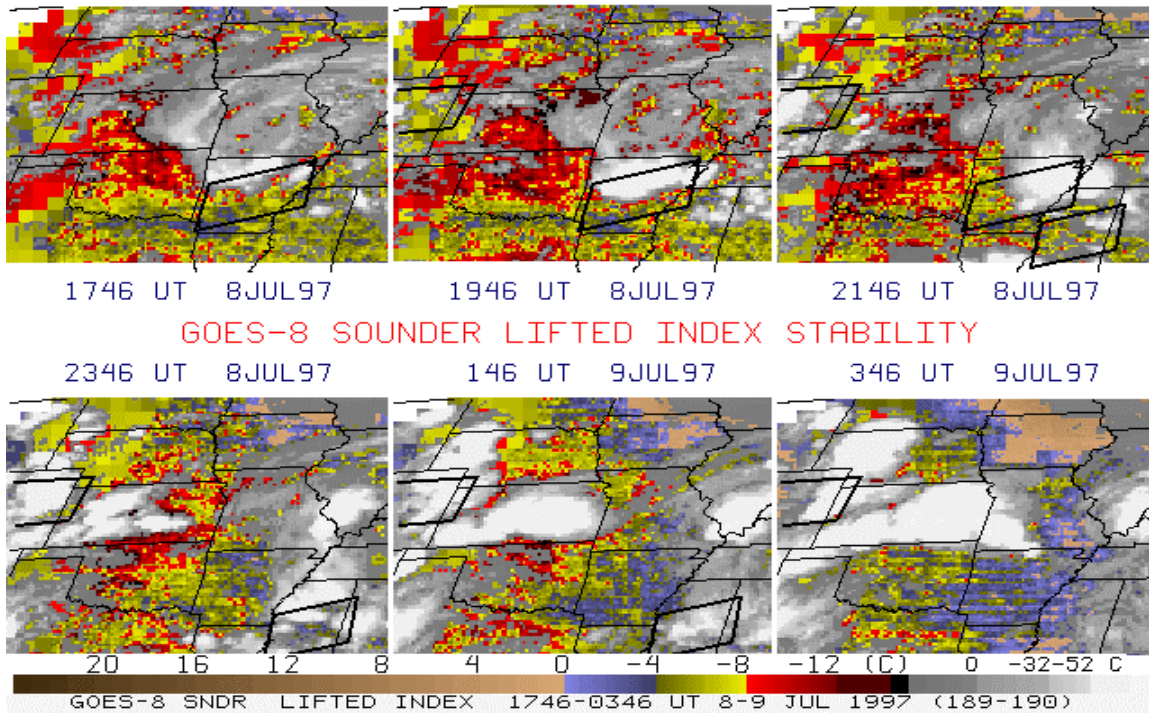 1746 UT 8JUL97 1946 UT 8JUL97 2146 UT 8JUL97
GOES-8 SOUNDER LIFTED INDEX STABILITY
2346 UT 8JUL97 146 UT 9JUL97 346 UT 9JUL97
20 16 12 8 4 0 -4 -8 -12 (C) 0 -32-52 C
GOES-8 SNDR LIFTED INDEX 1746-0346 UT 8-9 JUL 1997 (189-190)